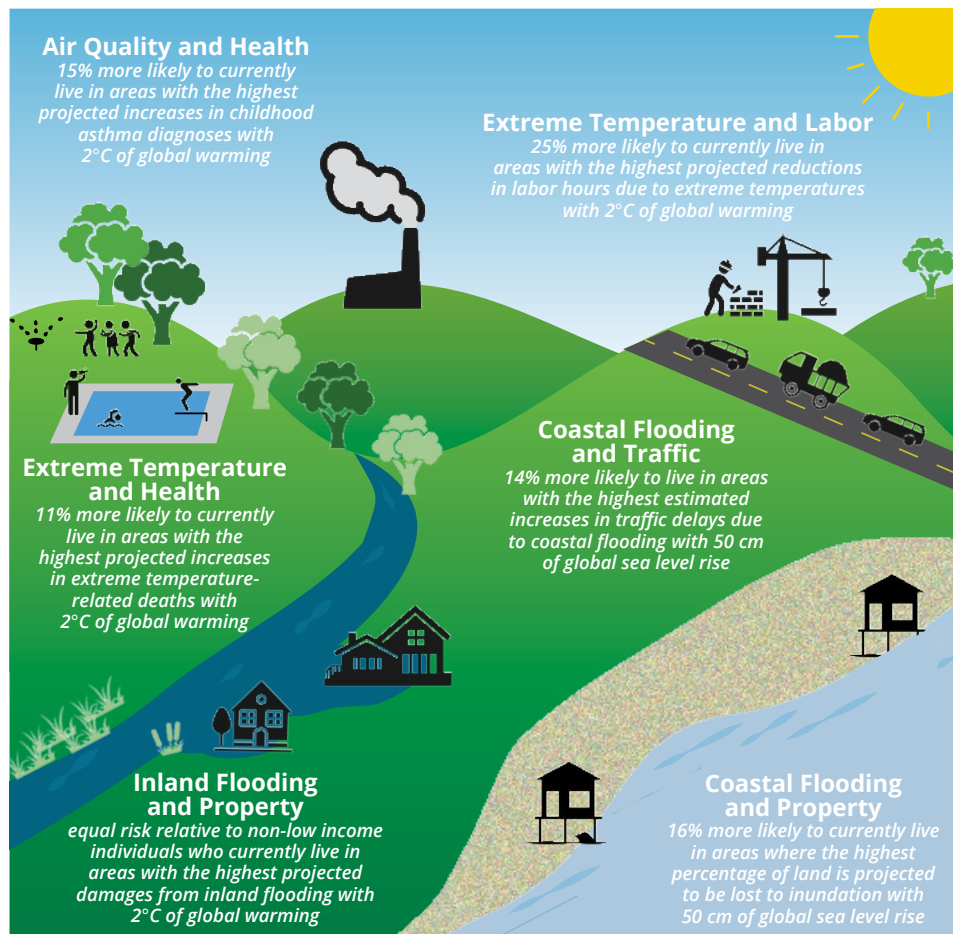 Air Quality and Health
15% more likely to currently
live in areas with the highest
projected increases in childhood
asthma diagnoses with
2°C of global warming
Extreme Temperature and Labor
25% more likely to currently live in
areas with the highest projected reductions
in labor hours due to extreme temperatures
with 2°C of global warming
Extreme Temperature
and Health
11% more likely to currently
live in areas with the
highest projected increases
in extreme temperature-
related deaths with
2°C of global warming
Coastal Flooding
and Traffic
14% more likely to live in areas
with the highest estimated
increases in traffic delays due
to coastal flooding with 50 cm
of global sea level rise
Inland Flooding
and Property
equal risk relative to non-low income
individuals who currently live in
areas with the highest projected
damages from inland flooding with
2°C of global warming
Coastal Flooding
and Property
16% more likely to currently live
in areas where the highest
percentage of land is projected
to be lost to inundation with
50 cm of global sea level rise